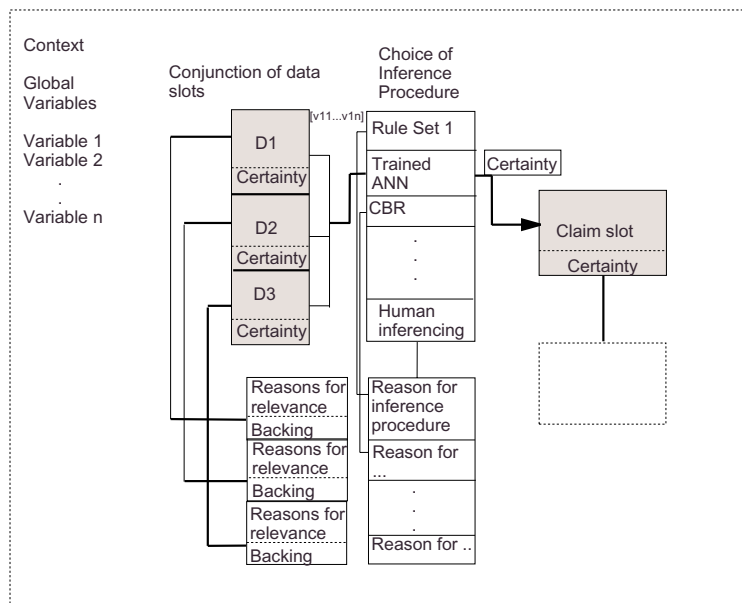 Context
Global
Variables
Variable 1
Variable 2
.
.
Variable n
Conjunction of data
slots
D1
Certainty
D2
Certainty
D3
Certainty
[v11...v1n]
Choice of
Inference
Procedure
Rule Set 1
Trained
ANN
CBR
.
.
.
Human
inferencing
Certainty
Claim slot
Certainty
Reasons for
relevance
Backing
Reasons for
relevance
Backing
Reasons for
relevance
Backing
Reason for
inference
procedure
Reason for
...
.
.
.
Reason for ..